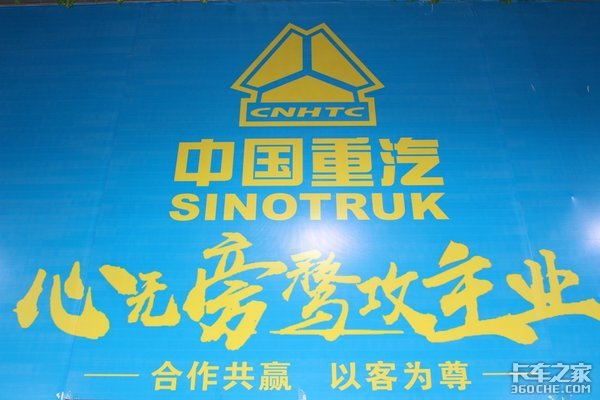 CNHTC
中国重汽
SINOTRUK
心无旁骛攻主业
合作共赢 以客为尊
卡车之家
360CHE.COM